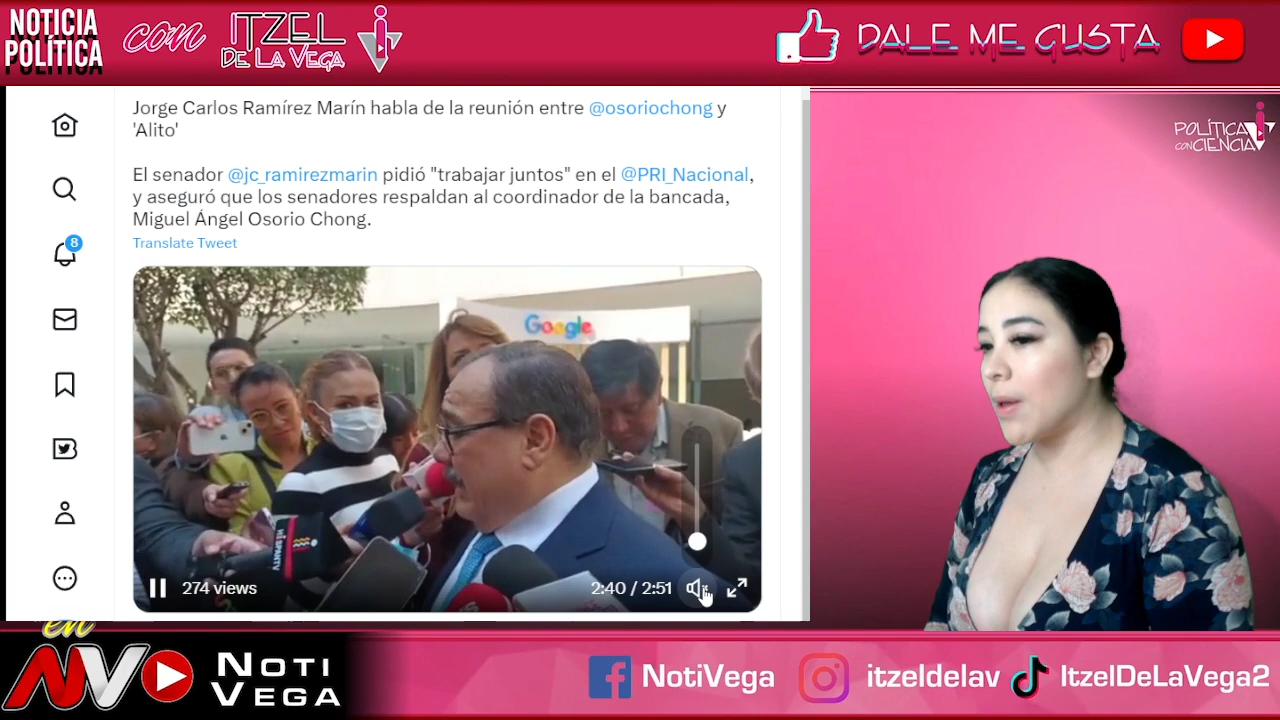 NOTICIA
POLÍTICA
con
ITZEL
DE LA VEGA
DALE ME GUSTA
Jorge Carlos Ramírez Marín habla de la reunión entre @osoriochong y
'Alito'
El senador @jc_ramirezmarin pidió "trabajar juntos" en el @PRI_Nacional,
y aseguró que los senadores respaldan al coordinador de la bancada,
Miguel Ángel Osorio Chong.
Translate Tweet
8
Google
274 views
2:40 / 2:51
POLÍTICA
CON CIENCIA
en
NV
NOTI
VEGA
NotiVega
itzeldelav
ItzelDeLaVega2